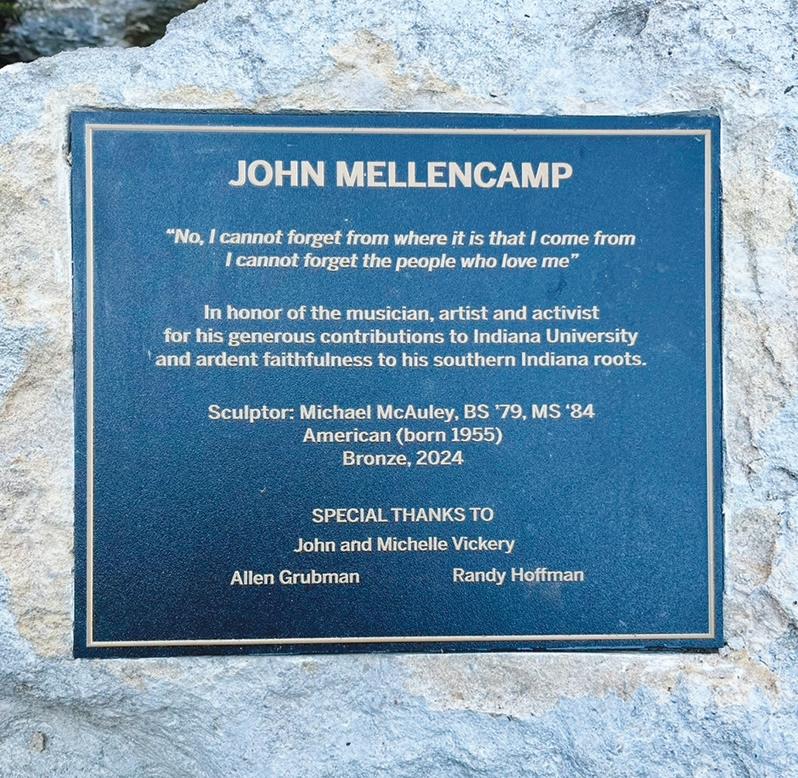 JOHN MELLENCAMP
“No, I cannot forget from where it is that I come from
I cannot forget the people who love me”
In honor of the musician, artist and activist
for his generous contributions to Indiana University
and ardent faithfulness to his southern Indiana roots.
Sculptor: Michael McAuley, BS ’79, MS ‘84
American (born 1955)
Bronze, 2024
SPECIAL THANKS TO
John and Michelle Vickery
Allen Grubman Randy Hoffman